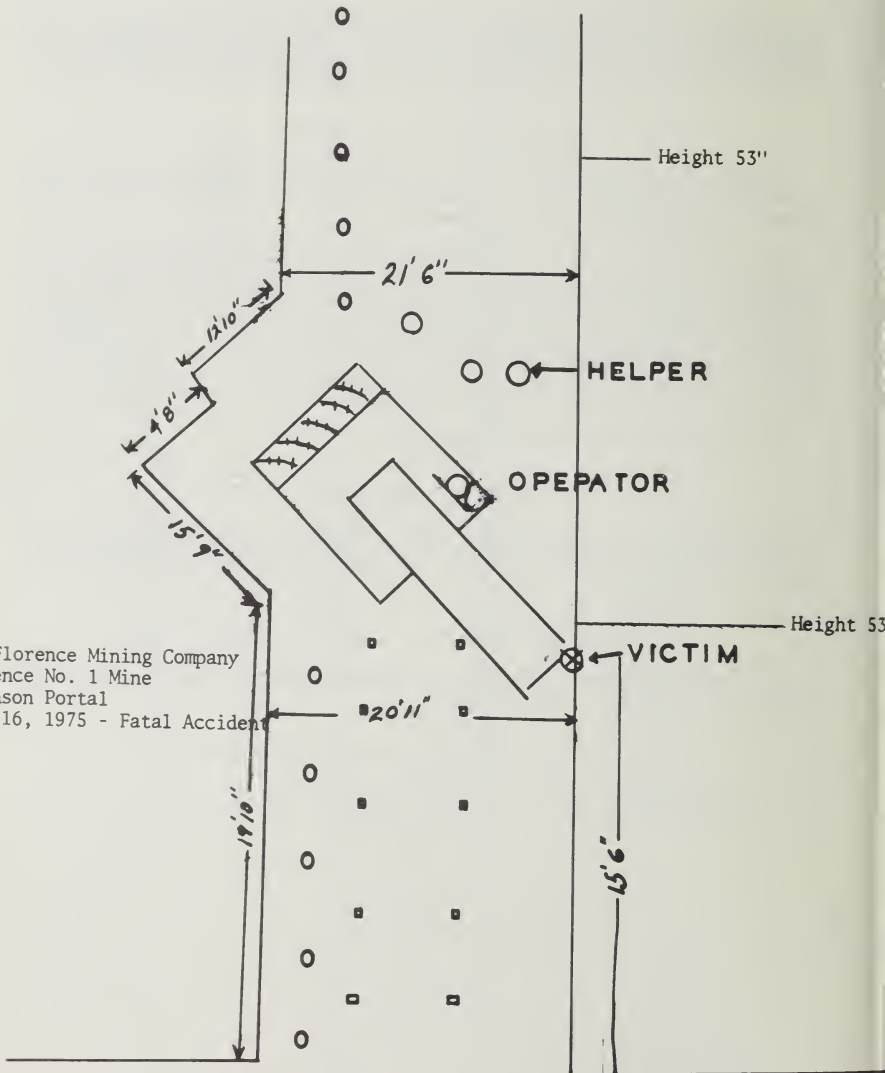 Height 53"
21' 6"
12'10"
HELPER
4'8"
OPEPATOR
15'9"
Height 53
Florence Mining Company
ence No. 1 Mine
son Portal
16, 1975 - Fatal Accident
VICTIM
20'11"
19'10"
15'6"